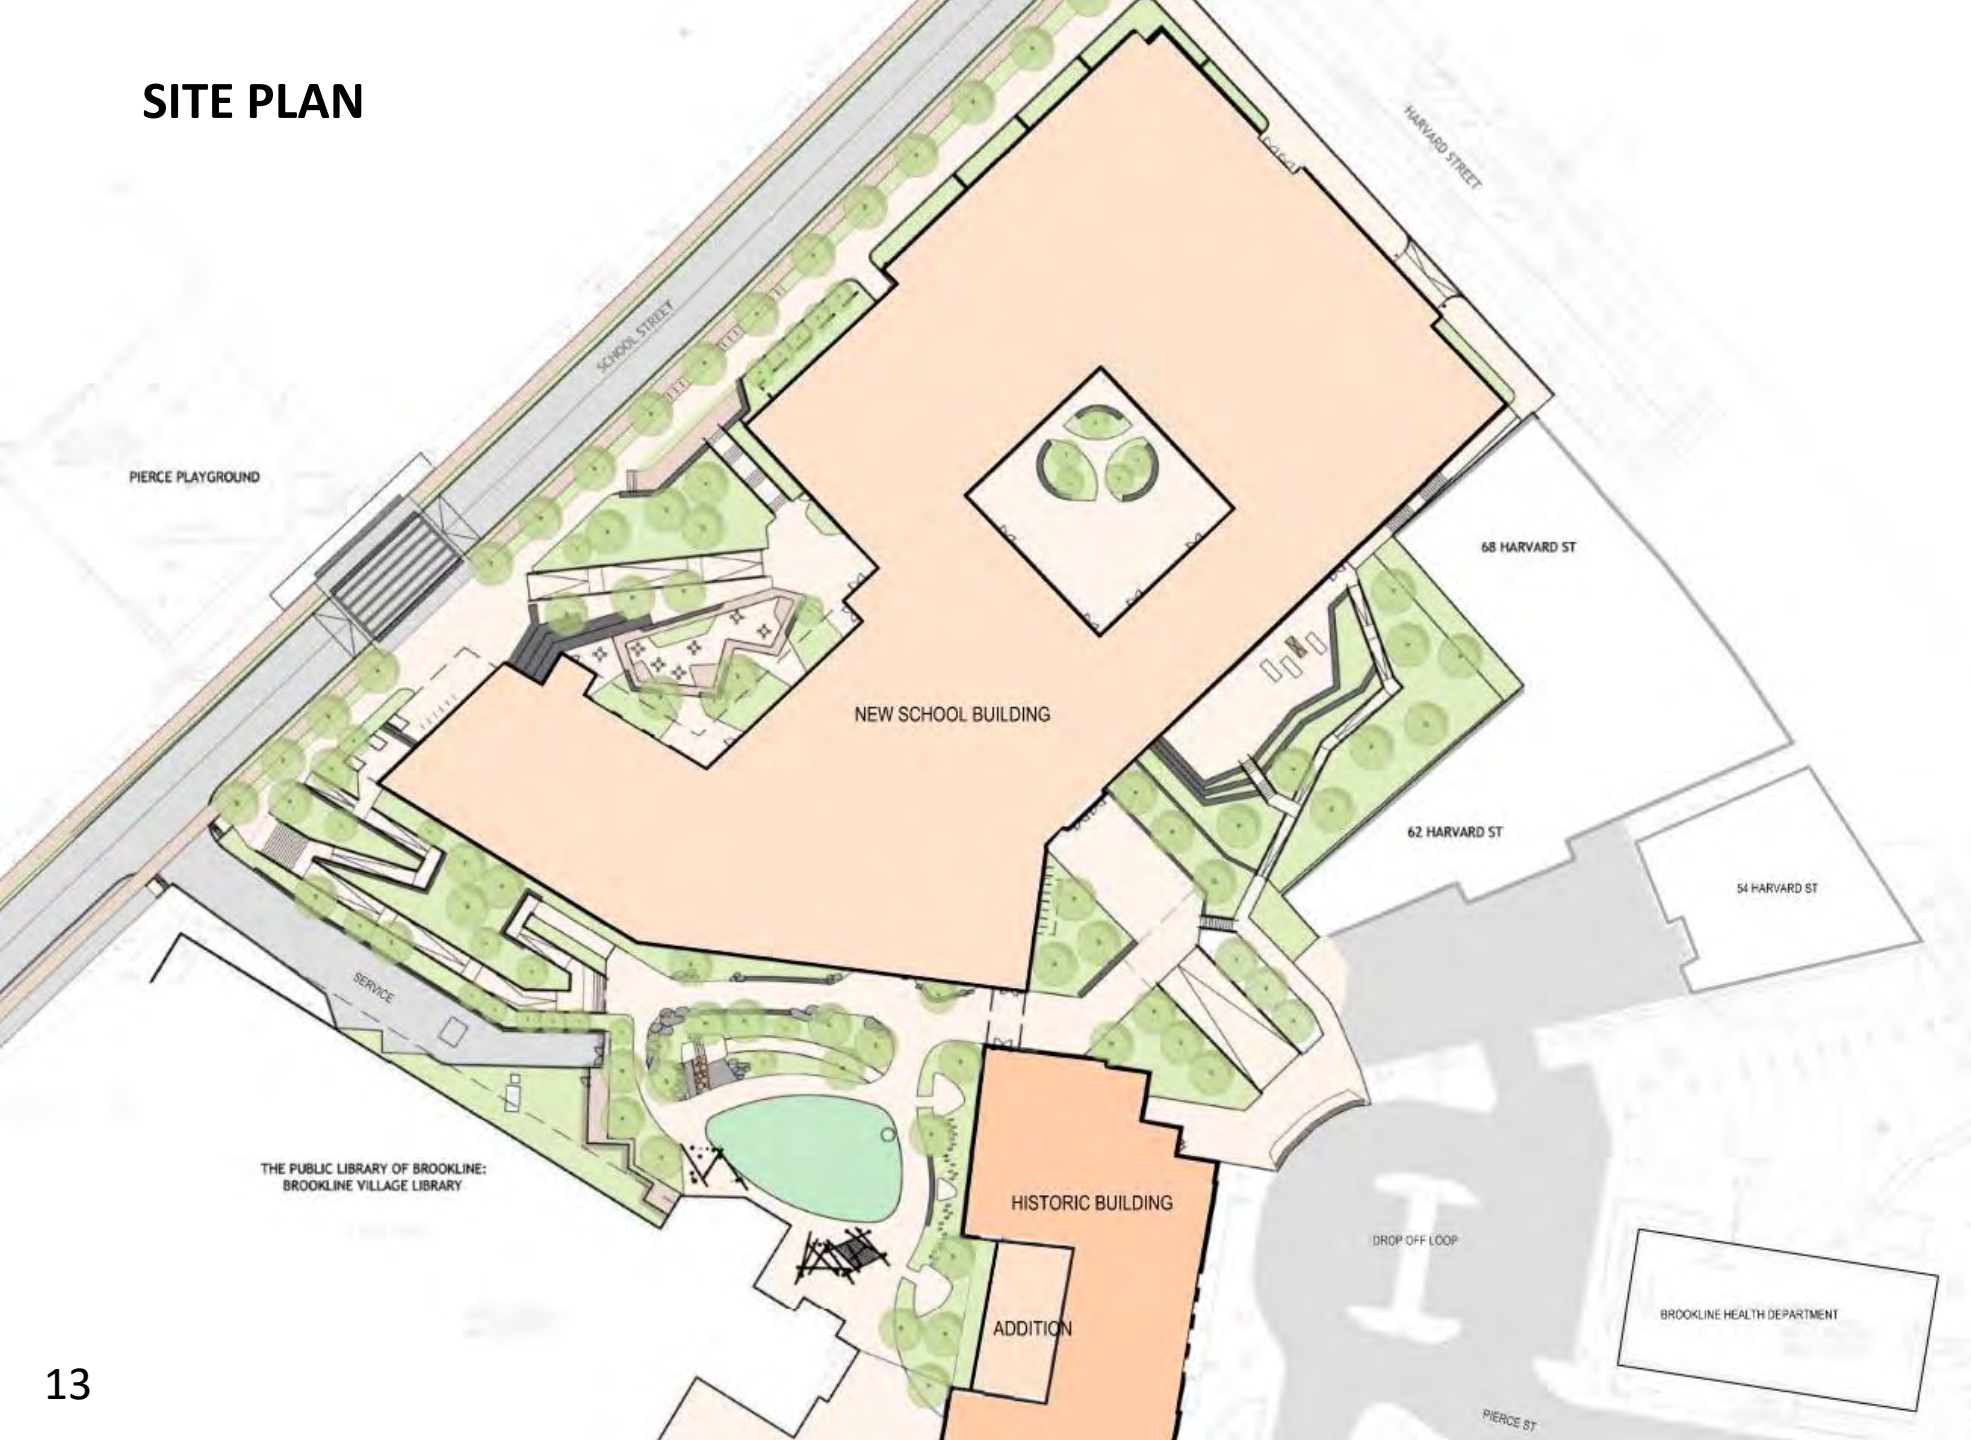 SITE PLAN
HARVARD STREET
SCHOOL STREET
PIERCE PLAYGROUND
68 HARVARD ST
NEW SCHOOL BUILDING
62 HARVARD ST
54 HARVARD ST
SERVICE
THE PUBLIC LIBRARY OF BROOKLINE:
BROOKLINE VILLAGE LIBRARY
HISTORIC BUILDING
DROP OFF LOOP
ADDITION
BROOKLINE HEALTH DEPARTMENT
13
PIERCE ST